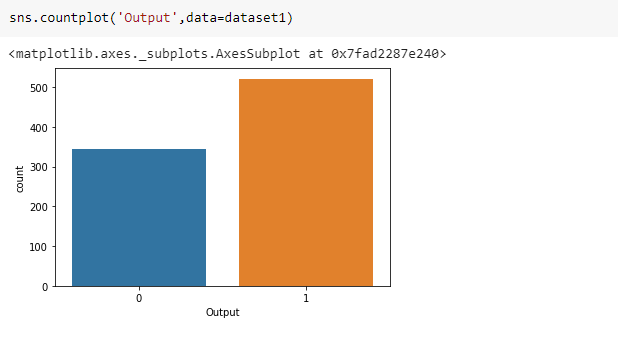 sns.countplot('Output',data=dataset1)
<matplotlib.axes._subplots.AxesSubplot at 0x7fad2287e240>
500
400
300
200
100
0
count
0 1
Output